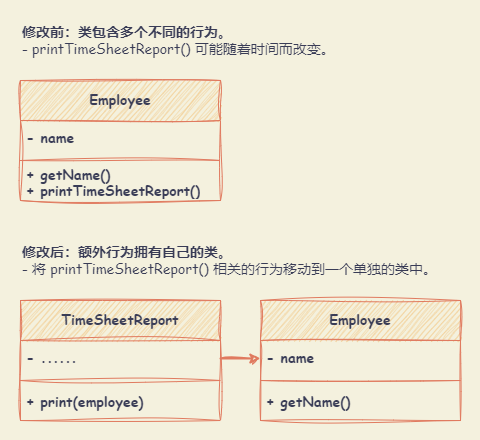 修改前：类包含多个不同的行为。
- printTimeSheetReport() 可能随着时间而改变。
Employee
- name
+ getName()
+ printTimeSheetReport()
修改后：额外行为拥有自己的类。
- 将 printTimeSheetReport() 相关的行为移动到一个单独的类中。
TimeSheetReport
- ......
+ print(employee)
Employee
- name
+ getName()